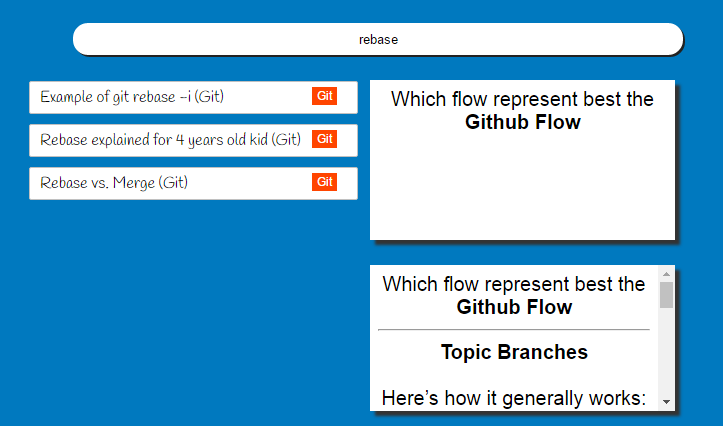 rebase
Example of git rebase -i (Git) Git
Rebase explained for 4 years old kid (Git) Git
Rebase vs. Merge (Git) Git
Which flow represent best the
Github Flow
Which flow represent best the
Github Flow
Topic Branches
Here’s how it generally works: